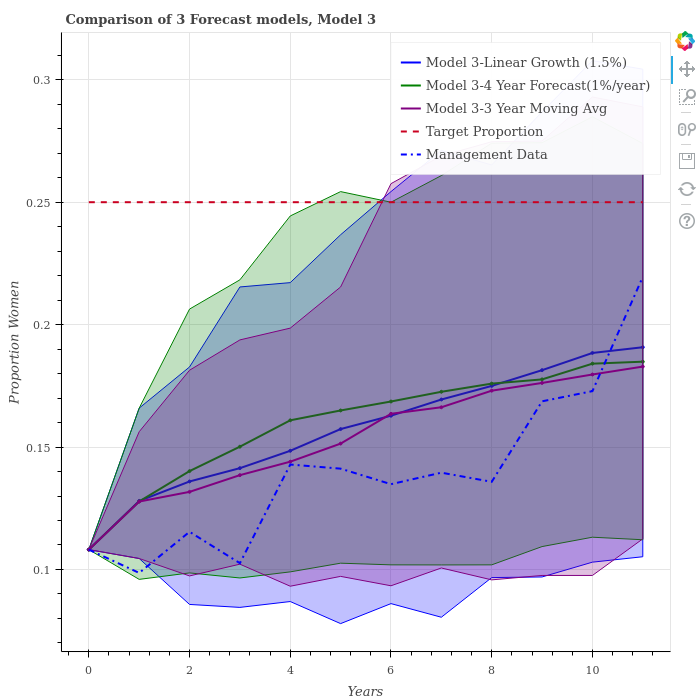 Comparison of 3 Forecast models, Model 3
Model 3-Linear Growth (1.5%)
Model 3-4 Year Forecast(1%/year)
Model 3-3 Year Moving Avg
Target Proportion
Management Data
Proportion Women
0.3
0.25
0.2
0.15
0.1
0 2 4 6 8 10
Years